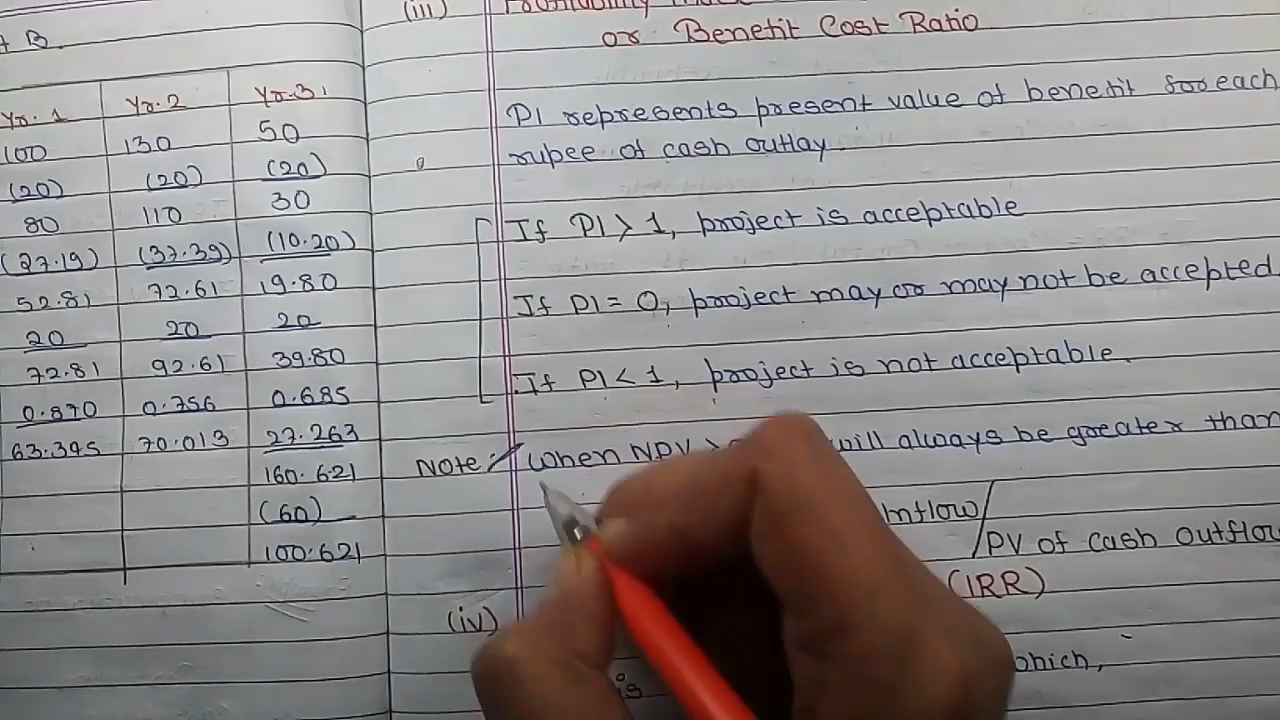 t B.
Yr. 1 Yr. 2 Yr. 3
100 130 50
(20) (20) (20)
80 110 30
(27.19) (37.39) (10.20)
52.81 72.61 19.80
20 20 20
72.81 92.61 39.80
0.870 0.756 0.685
63.345 70.013 27.263
160.621
(60)
100.621
(iii)
or Benefit Cost Ratio
PI represents present value of benefit for each
rupee of cash outlay.
If PI > 1, project is acceptable
If PI = 0, project may or may not be accepted
If PI < 1, project is not acceptable.
Note: When NPV > will always be greater than
Inflow/
PV of cash outflow
(IRR)
(iv)
is which,